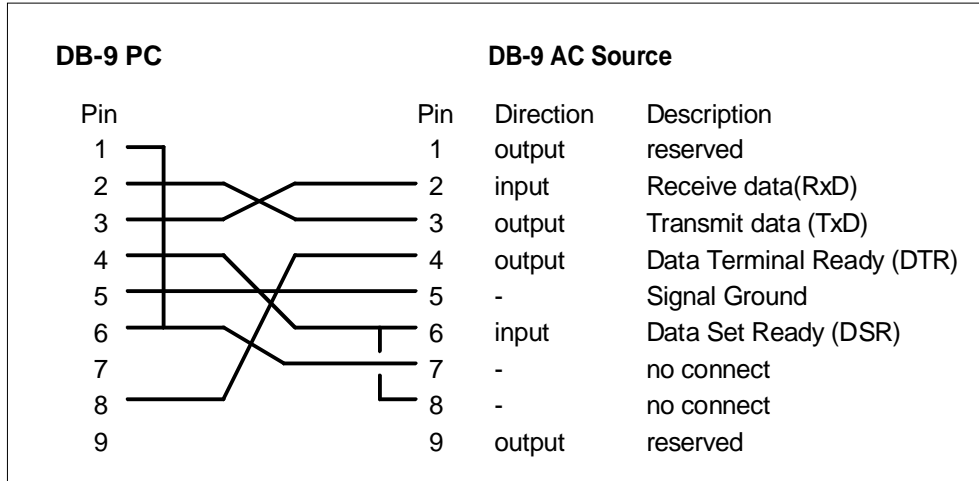 DB-9 PC DB-9 AC Source
Pin Pin Direction Description
1 1 output reserved
2 2 input Receive data(RxD)
3 3 output Transmit data (TxD)
4 4 output Data Terminal Ready (DTR)
5 5 - Signal Ground
6 6 input Data Set Ready (DSR)
7 7 - no connect
8 8 - no connect
9 9 output reserved